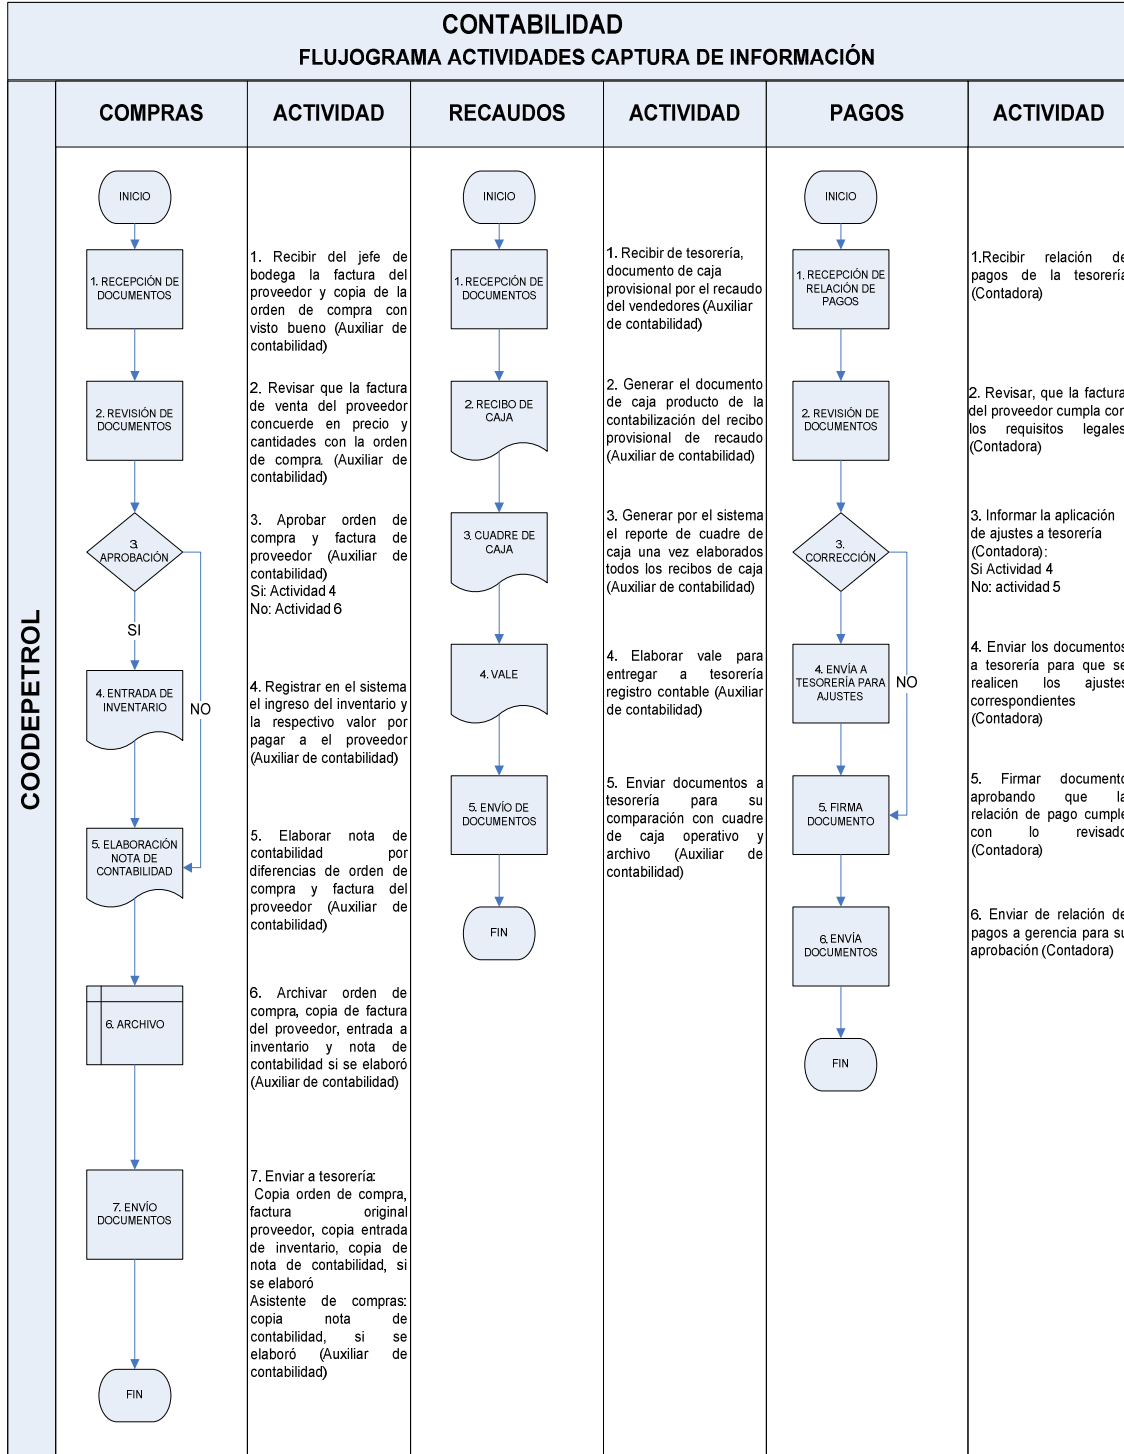 CONTABILIDAD
FLUJOGRAMA ACTIVIDADES CAPTURA DE INFORMACIÓN
COODEPETROL
COMPRAS
INICIO
1. RECEPCIÓN DE
DOCUMENTOS
2. REVISIÓN DE
DOCUMENTOS
3.
APROBACIÓN
SI
NO
4. ENTRADA DE
INVENTARIO
5. ELABORACIÓN
NOTA DE
CONTABILIDAD
6. ARCHIVO
7. ENVÍO
DOCUMENTOS
FIN
ACTIVIDAD
1. Recibir del jefe de
bodega la factura del
proveedor y copia de la
orden de compra con
visto bueno (Auxiliar de
contabilidad)
2. Revisar que la factura
de venta del proveedor
concuerde en precio y
cantidades con la orden
de compra. (Auxiliar de
contabilidad)
3. Aprobar orden de
compra y factura de
proveedor (Auxiliar de
contabilidad)
Si: Actividad 4
No: Actividad 6
4. Registrar en el sistema
el ingreso del inventario y
la respectivo valor por
pagar a el proveedor
(Auxiliar de contabilidad)
5. Elaborar nota de
contabilidad por
diferencias de orden de
compra y factura del
proveedor (Auxiliar de
contabilidad)
6. Archivar orden de
compra, copia de factura
del proveedor, entrada a
inventario y nota de
contabilidad si se elaboró
(Auxiliar de contabilidad)
7. Enviar a tesorería:
Copia orden de compra,
factura original
proveedor, copia entrada
de inventario, copia de
nota de contabilidad, si
se elaboró
Asistente de compras:
copia nota de
contabilidad, si se
elaboró (Auxiliar de
contabilidad)
RECAUDOS
INICIO
1. RECEPCIÓN DE
DOCUMENTOS
2. RECIBO DE
CAJA
3. CUADRE DE
CAJA
4. VALE
5. ENVÍO DE
DOCUMENTOS
FIN
ACTIVIDAD
1. Recibir de tesorería,
documento de caja
provisional por el recaudo
del vendedores (Auxiliar
de contabilidad)
2. Generar el documento
de caja producto de la
contabilización del recibo
provisional de recaudo
(Auxiliar de contabilidad)
3. Generar por el sistema
el reporte de cuadre de
caja una vez elaborados
todos los recibos de caja
(Auxiliar de contabilidad)
4. Elaborar vale para
entregar a tesorería
registro contable (Auxiliar
de contabilidad)
5. Enviar documentos a
tesorería para su
comparación con cuadre
de caja operativo y
archivo (Auxiliar de
contabilidad)
PAGOS
INICIO
1. RECEPCIÓN DE
RELACIÓN DE
PAGOS
2. REVISIÓN DE
DOCUMENTOS
3.
CORRECCIÓN
4. ENVÍA A
TESORERÍA PARA
AJUSTES
NO
5. FIRMA
DOCUMENTO
6. ENVÍA
DOCUMENTOS
FIN
ACTIVIDAD
1.Recibir relación de
pagos de la tesorería
(Contadora)
2. Revisar, que la factura
del proveedor cumpla con
los requisitos legales
(Contadora)
3. Informar la aplicación
de ajustes a tesorería
(Contadora):
Si Actividad 4
No: actividad 5
4. Enviar los documentos
a tesorería para que se
realicen los ajustes
correspondientes
(Contadora)
5. Firmar documento
aprobando que la
relación de pago cumple
con lo revisado
(Contadora)
6. Enviar de relación de
pagos a gerencia para su
aprobación (Contadora)